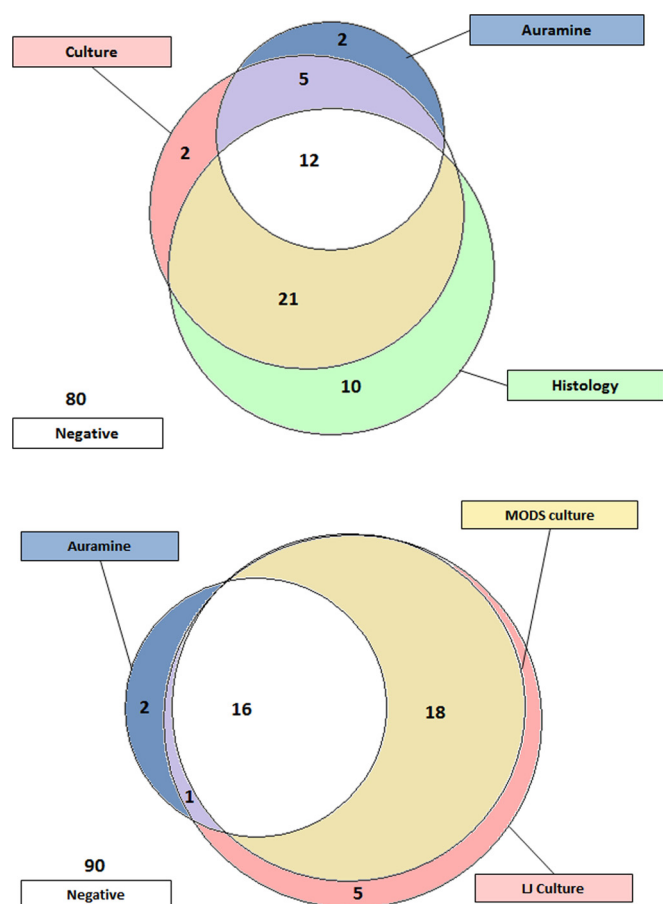 Auramine
Culture
2
5
2
12
21
10
Histology
80
Negative
MODS culture
Auramine
2
16
18
1
90
Negative
5
LJ Culture